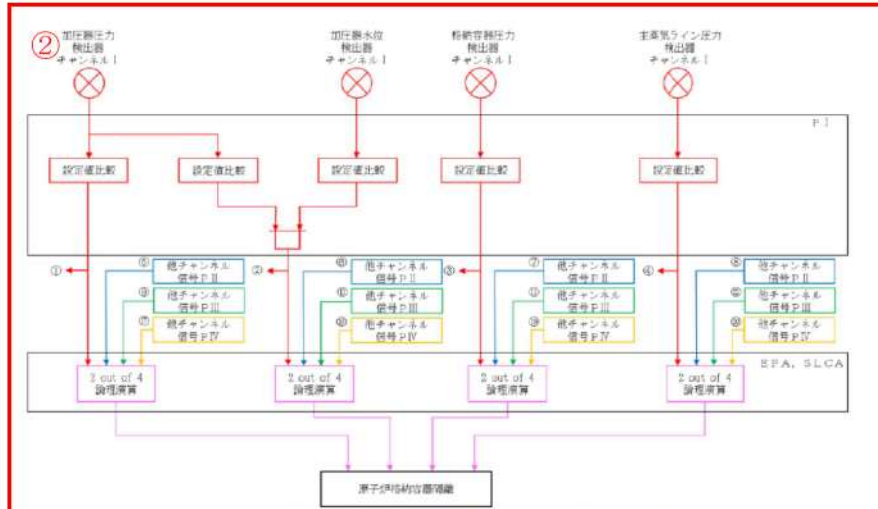 ②
加圧器圧力
検出器
チャンネルⅠ
加圧器水位
検出器
チャンネルⅠ
格納容器圧力
検出器
チャンネルⅠ
主蒸気ライン圧力
検出器
チャンネルⅠ
PⅠ
設定値比較
設定値比較
設定値比較
設定値比較
設定値比較
①
⑤
他チャンネル
信号PⅡ
②
⑥
他チャンネル
信号PⅡ
③
⑦
他チャンネル
信号PⅡ
④
⑧
他チャンネル
信号PⅡ
⑨
他チャンネル
信号PⅢ
⑩
他チャンネル
信号PⅢ
⑪
他チャンネル
信号PⅢ
⑫
他チャンネル
信号PⅢ
他チャンネル
信号PⅣ
他チャンネル
信号PⅣ
他チャンネル
信号PⅣ
他チャンネル
信号PⅣ
EFA, SLCA
2 out of 4
論理演算
2 out of 4
論理演算
2 out of 4
論理演算
2 out of 4
論理演算
原子炉格納容器隔離